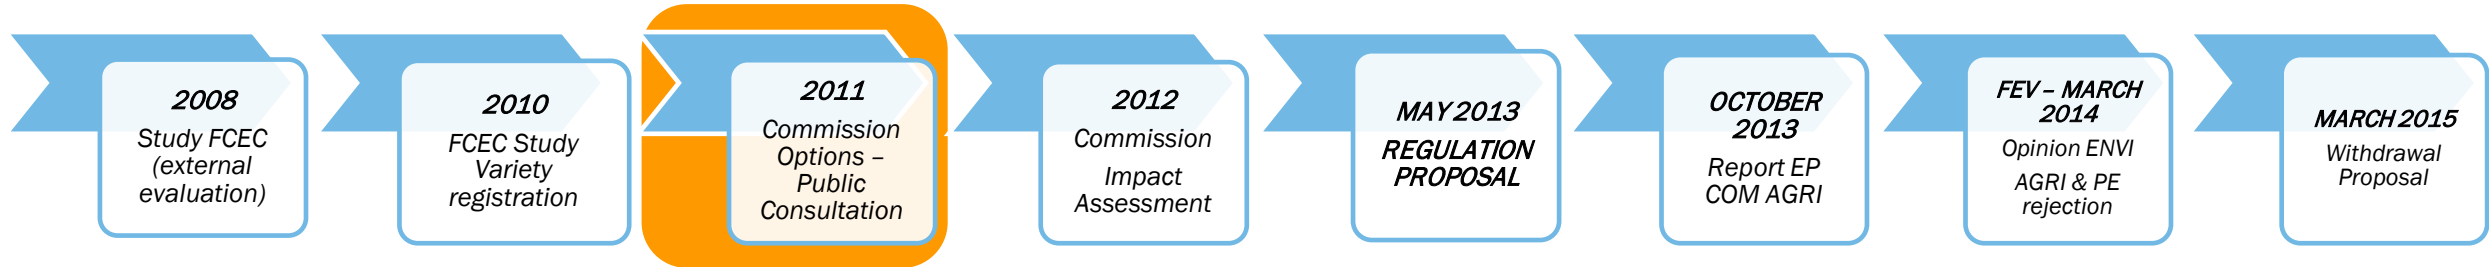 2008
Study FCEC
(external
evaluation)
2010
FCEC Study
Variety
registration
2011
Commission
Options –
Public
Consultation
2012
Commission
Impact
Assessment
MAY 2013
REGULATION
PROPOSAL
OCTOBER
2013
Report EP
COM AGRI
FEV – MARCH
2014
Opinion ENVI
AGRI & PE
rejection
MARCH 2015
Withdrawal
Proposal